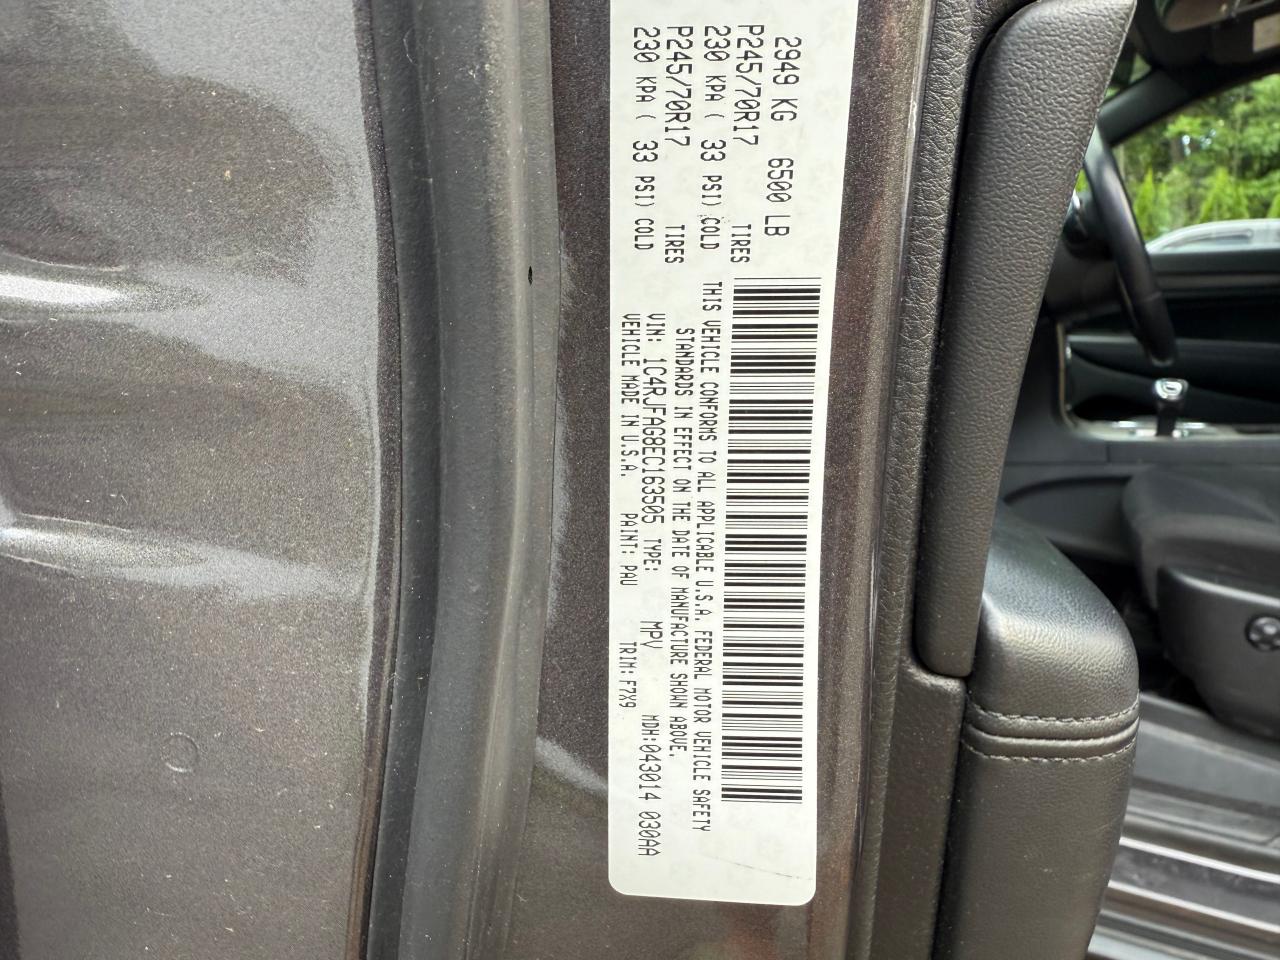 2949 KG 6500 LB
P245/70R17 TIRES
230 KPA ( 33 PSI) COLD
P245/70R17 TIRES
230 KPA ( 33 PSI) COLD
THIS VEHICLE CONFORMS TO ALL APPLICABLE U.S.A. FEDERAL MOTOR VEHICLE SAFETY
STANDARDS IN EFFECT ON THE DATE OF MANUFACTURE SHOWN ABOVE.
VIN: 1C4RJFAG8EC163505 TYPE: MPV MDH:043014 030AA
VEHICLE MADE IN U.S.A. PAINT: PAU TRIM: F7X9